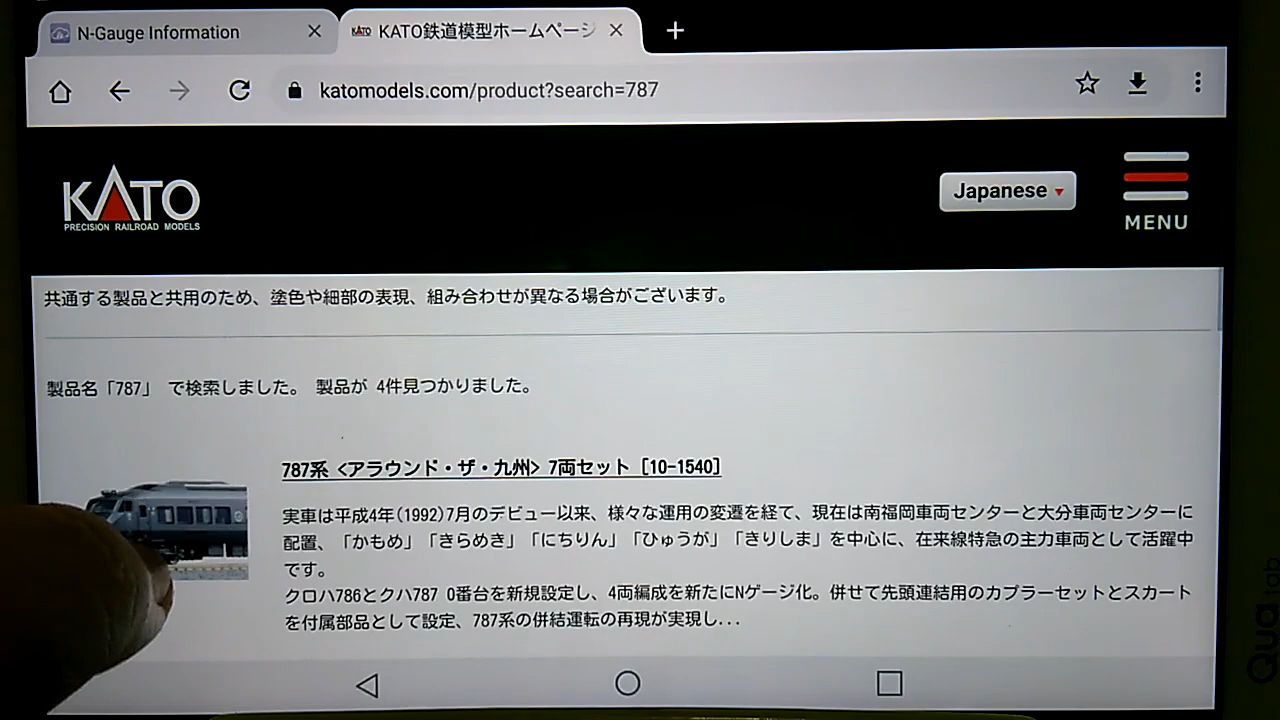 N-Gauge Information
KATO KATO鉄道模型ホームページ
katomodels.com/product?search=787
KATO
PRECISION RAILROAD MODELS
Japanese
MENU
共通する製品と共用のため、塗色や細部の表現、組み合わせが異なる場合がございます。
製品名「787」 で検索しました。 製品が 4件見つかりました。
787系 <アラウンド・ザ・九州> 7両セット [10-1540]
実車は平成4年(1992)7月のデビュー以来、様々な運用の変遷を経て、現在は南福岡車両センターと大分車両センターに
配置、「かもめ」「きらめき」「にちりん」「ひゅうが」「きりしま」を中心に、在来線特急の主力車両として活躍中
です。
クロハ786とクハ787 0番台を新規設定し、4両編成を新たにNゲージ化。併せて先頭連結用のカプラーセットとスカート
を付属部品として設定、787系の併結運転の再現が実現し...
Qua tab